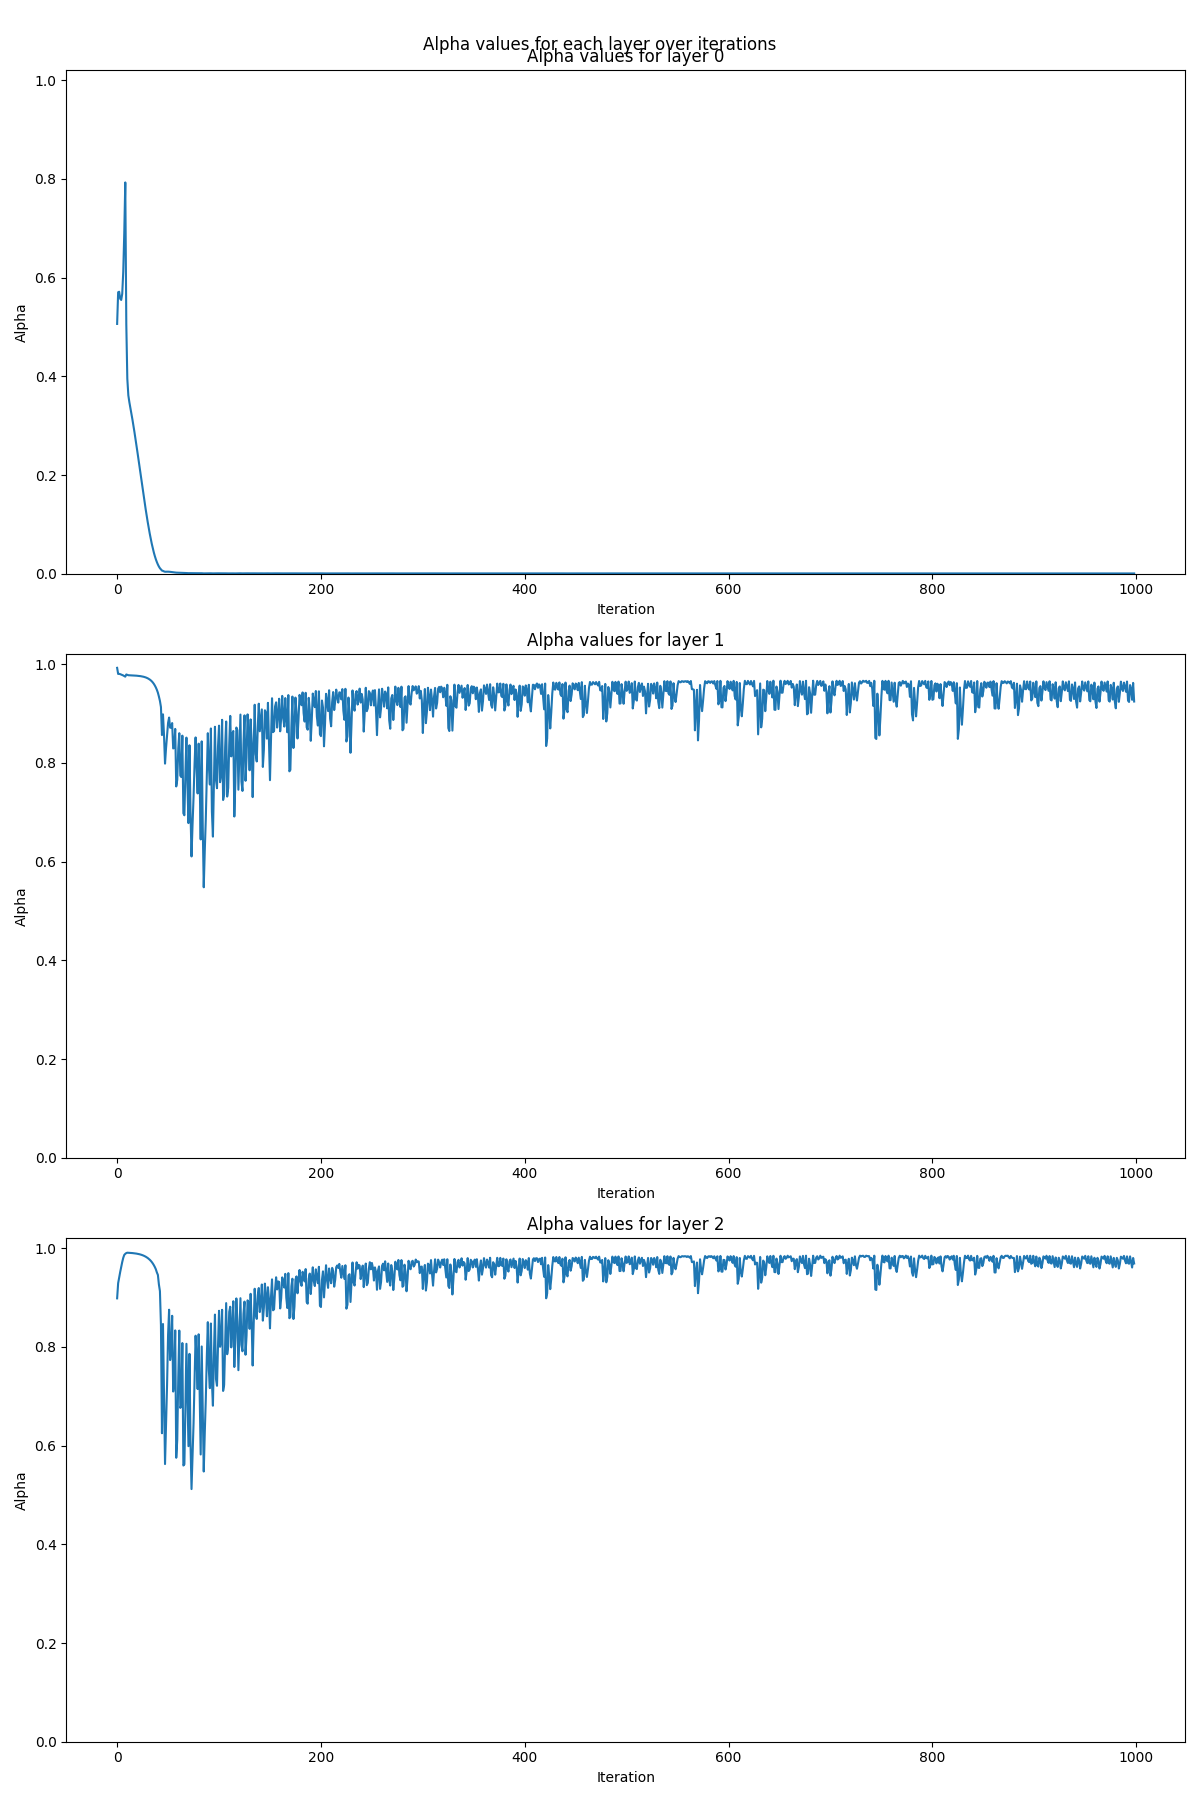 Alpha values for each layer over iterations
Alpha values for layer 0
1.0
0.8
0.6
0.4
0.2
0.0
Alpha
0 200 400 600 800 1000
Iteration
Alpha values for layer 1
1.0
0.8
0.6
0.4
0.2
0.0
Alpha
0 200 400 600 800 1000
Iteration
Alpha values for layer 2
1.0
0.8
0.6
0.4
0.2
0.0
Alpha
0 200 400 600 800 1000
Iteration